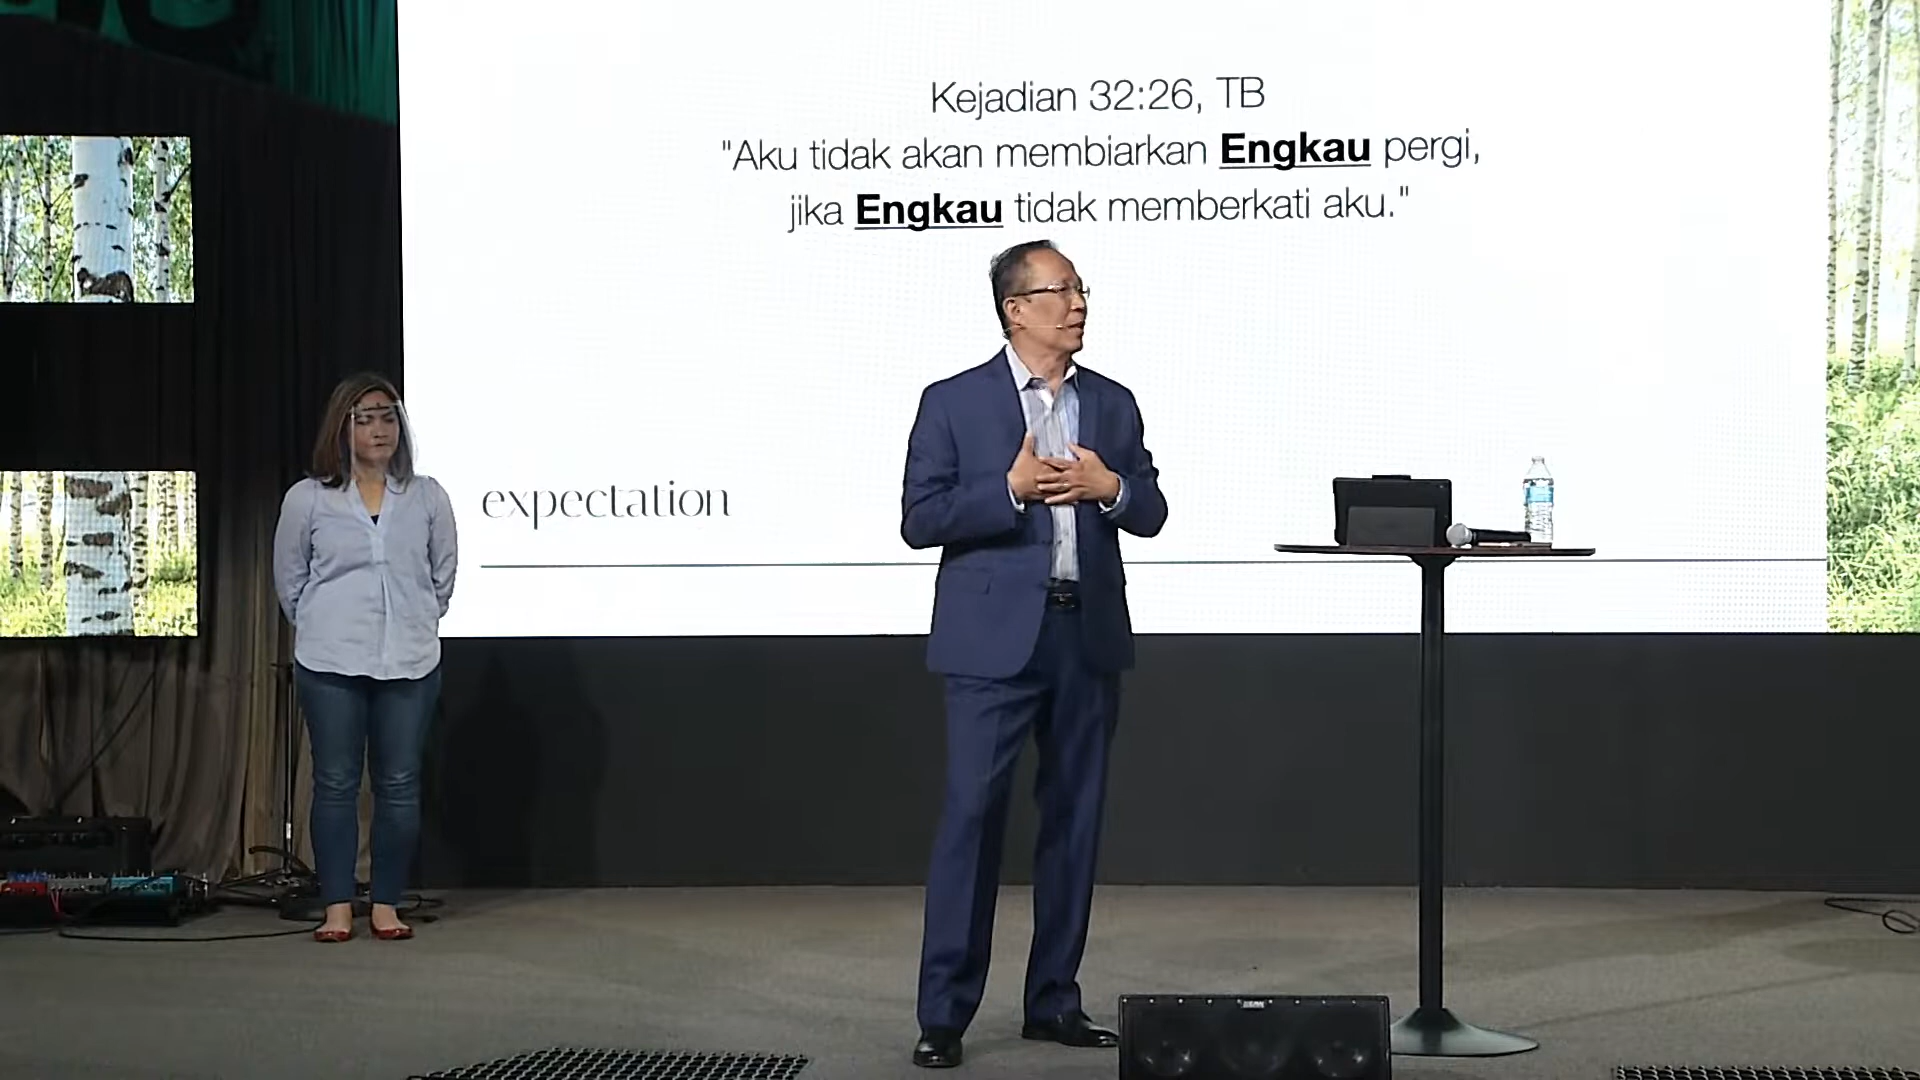 Kejadian 32:26, TB
"Aku tidak akan membiarkan Engkau pergi,
jika Engkau tidak memberkati aku."
expectation